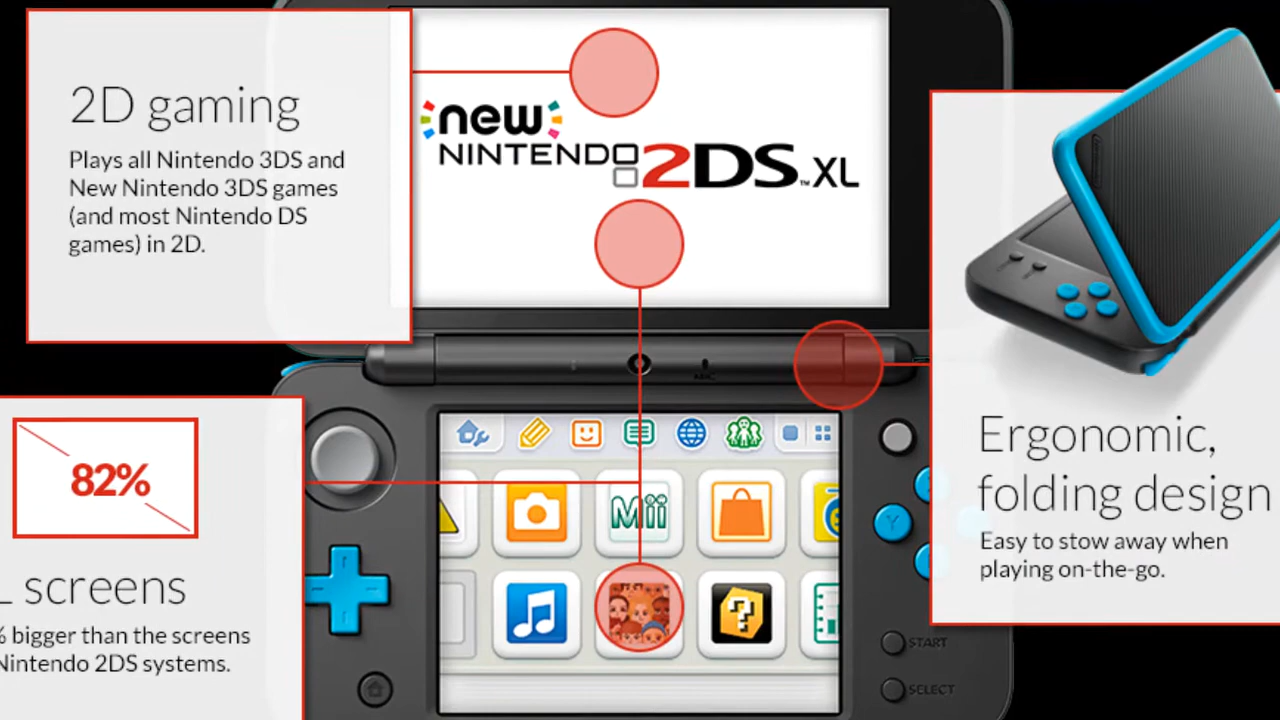 2D gaming
Plays all Nintendo 3DS and
New Nintendo 3DS games
(and most Nintendo DS
games) in 2D.
new
NINTENDO 2DS™ XL
82%
L screens
% bigger than the screens
Nintendo 2DS systems.
Mii
Y
START
SELECT
Ergonomic,
folding design
Easy to stow away when
playing on-the-go.